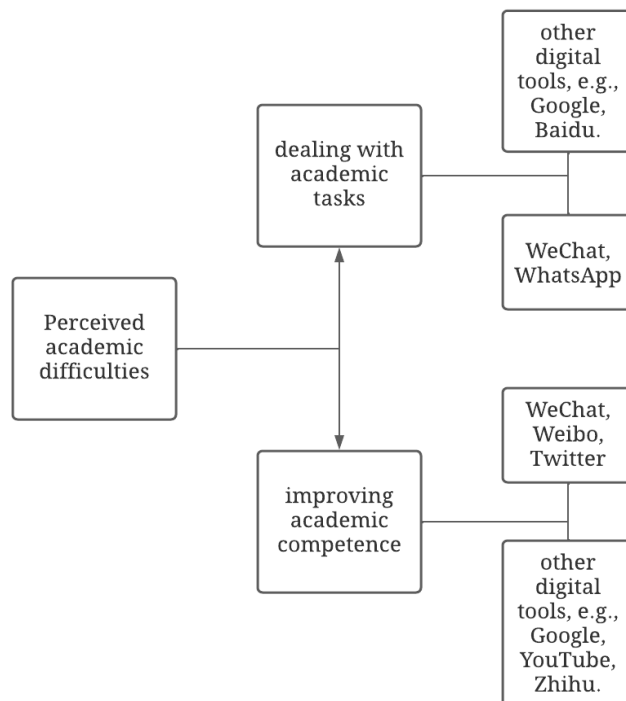 other
digital
tools, e.g.,
Google,
Baidu.
dealing with
academic
tasks
WeChat,
WhatsApp
Perceived
academic
difficulties
WeChat,
Weibo,
Twitter
improving
academic
competence
other
digital
tools, e.g.,
Google,
YouTube,
Zhihu.